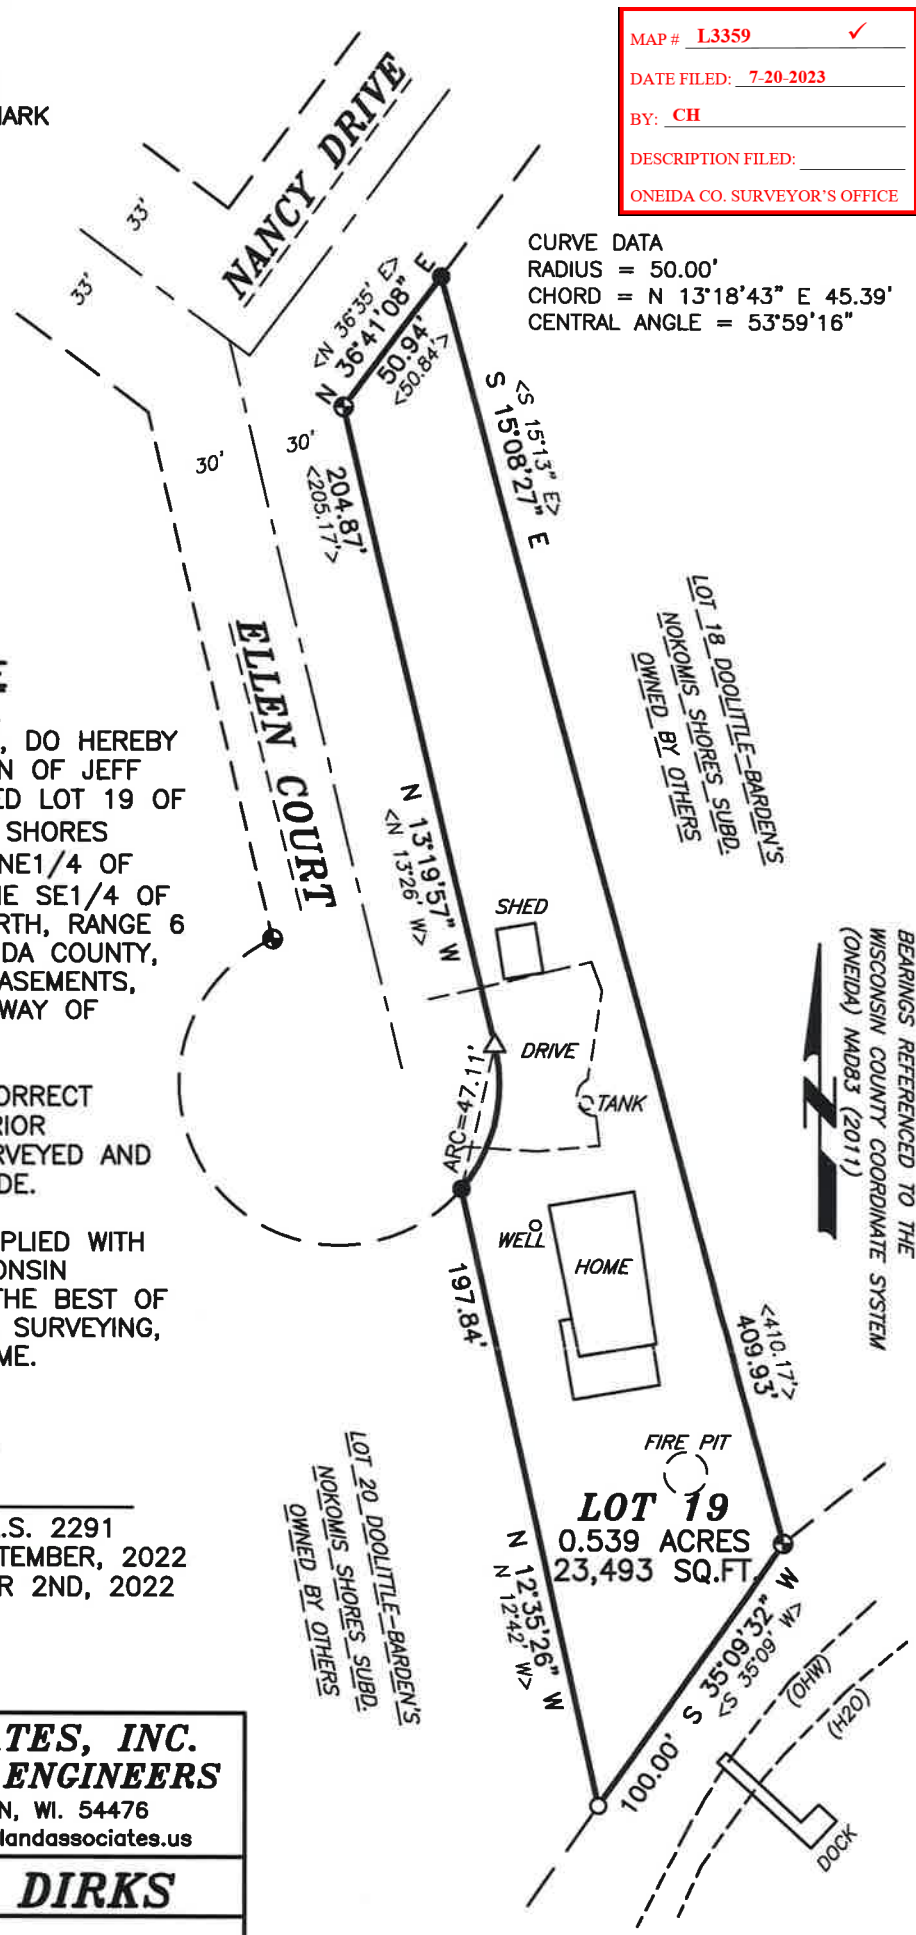 MAP # L3359 ✓
DATE FILED: 7-20-2023
BY: CH
DESCRIPTION FILED:
ONEIDA CO. SURVEYOR'S OFFICE
CURVE DATA
RADIUS = 50.00'
CHORD = N 13°18'43" E 45.39'
CENTRAL ANGLE = 53°59'16"
NANCY DRIVE
33'
33'
<N 36°35' E>
N 36°41'08" E
50.94'
<50.84'>
30'
30'
204.87'
<205.17'>
<S 15°13" E>
S 15°08'27" E
ELLEN COURT
LOT 18 DOOLITTLE-BARDEN'S
NOKOMIS SHORES SUBD.
OWNED BY OTHERS
, DO HEREBY
N OF JEFF
ED LOT 19 OF
SHORES
NE1/4 OF
SE1/4 OF
RTH, RANGE 6
DA COUNTY,
ASEMENTS,
WAY OF
ORRECT
RIOR
RVEYED AND
DE.
PLIED WITH
ONSIN
THE BEST OF
SURVEYING,
ME.
N 13°19'57" W
<N 13°26' W>
SHED
DRIVE
TANK
ARC=47.11'
WELL
HOME
BEARINGS REFERENCED TO THE
WISCONSIN COUNTY COORDINATE SYSTEM
(ONEIDA) NAD83 (2011)
N
197.84'
<410.17'>
409.93'
FIRE PIT
LOT 19
0.539 ACRES
23,493 SQ.FT.
LOT 20 DOOLITTLE-BARDEN'S
NOKOMIS SHORES SUBD.
OWNED BY OTHERS
.S. 2291
TEMBER, 2022
R 2ND, 2022
N 12°35'26" W
N 12°42' W>
100.00' S 35°09'32" W
<S 35°09' W>
(OHW)
(H2O)
DOCK
ATES, INC.
ENGINEERS
N, WI. 54476
landassociates.us
DIRKS